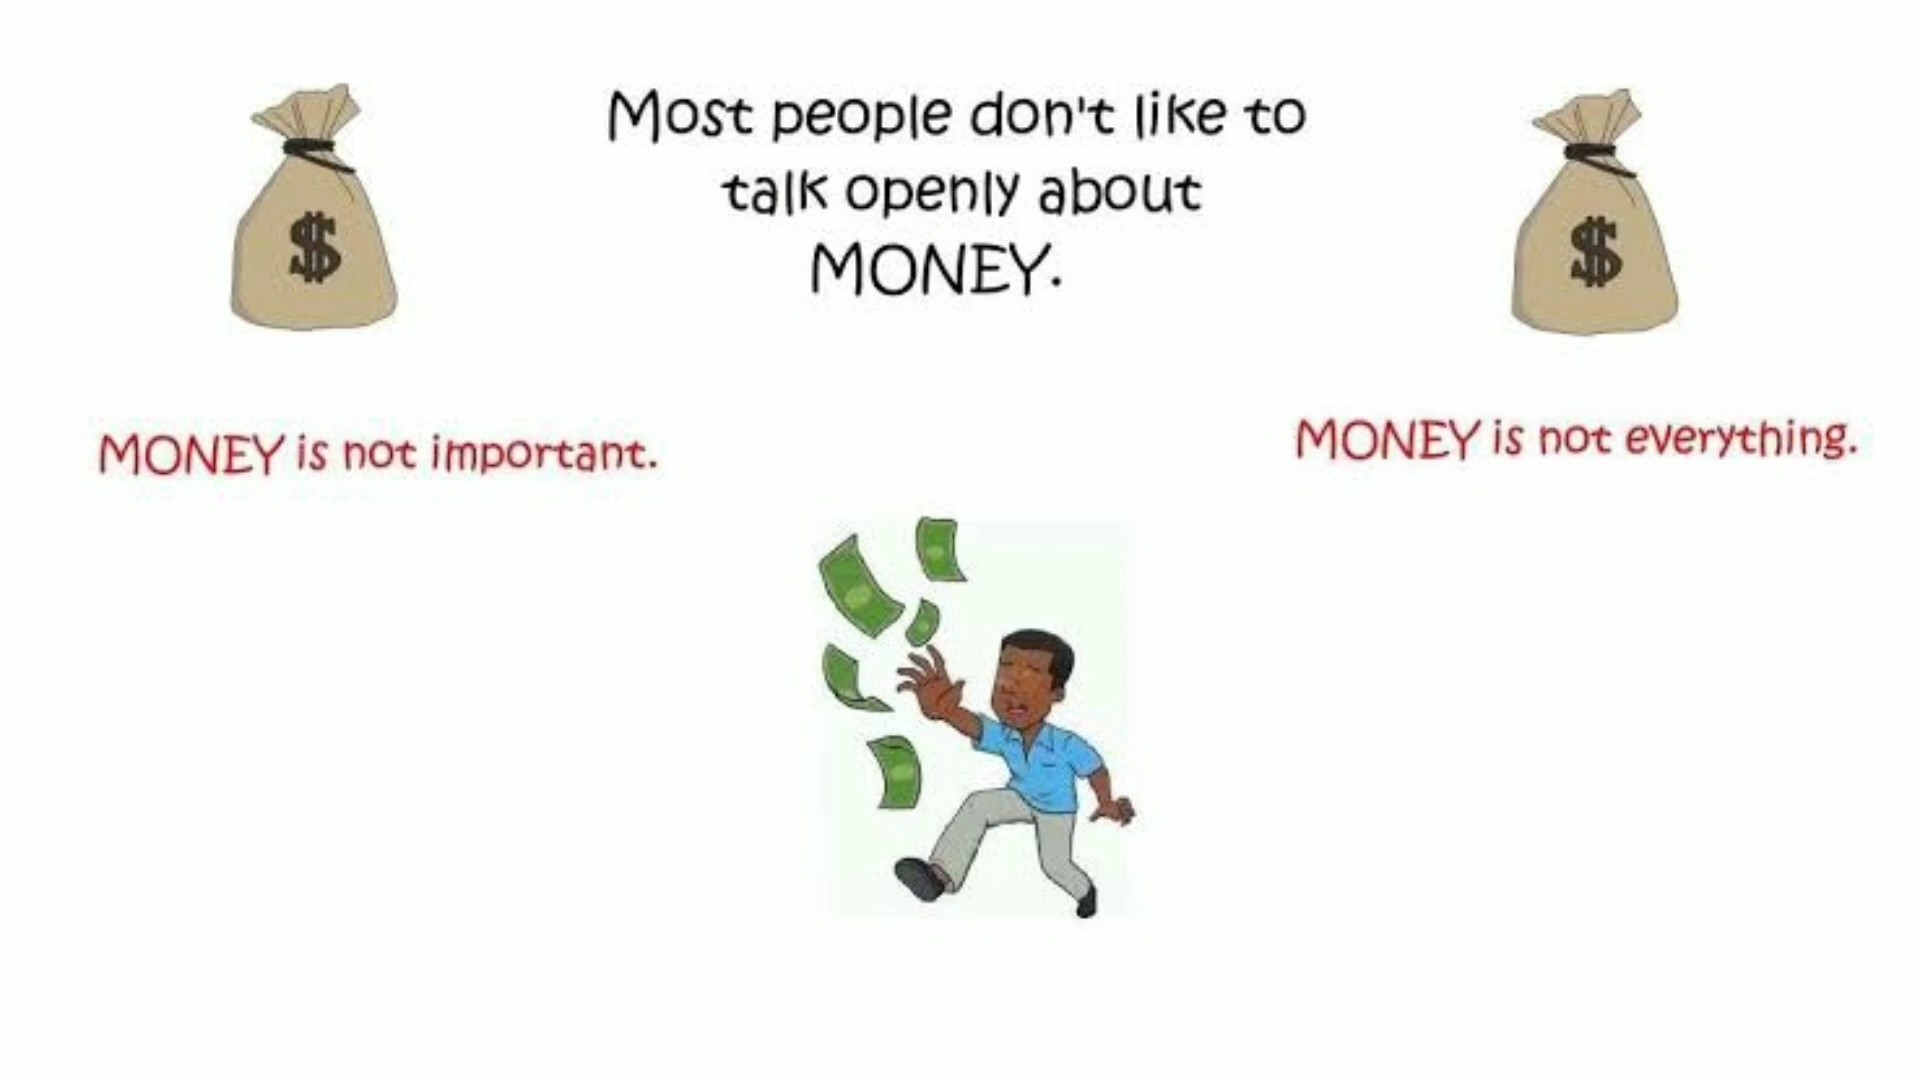 Most people don't like to
talk openly about
MONEY.
$
$
MONEY is not important.
MONEY is not everything.